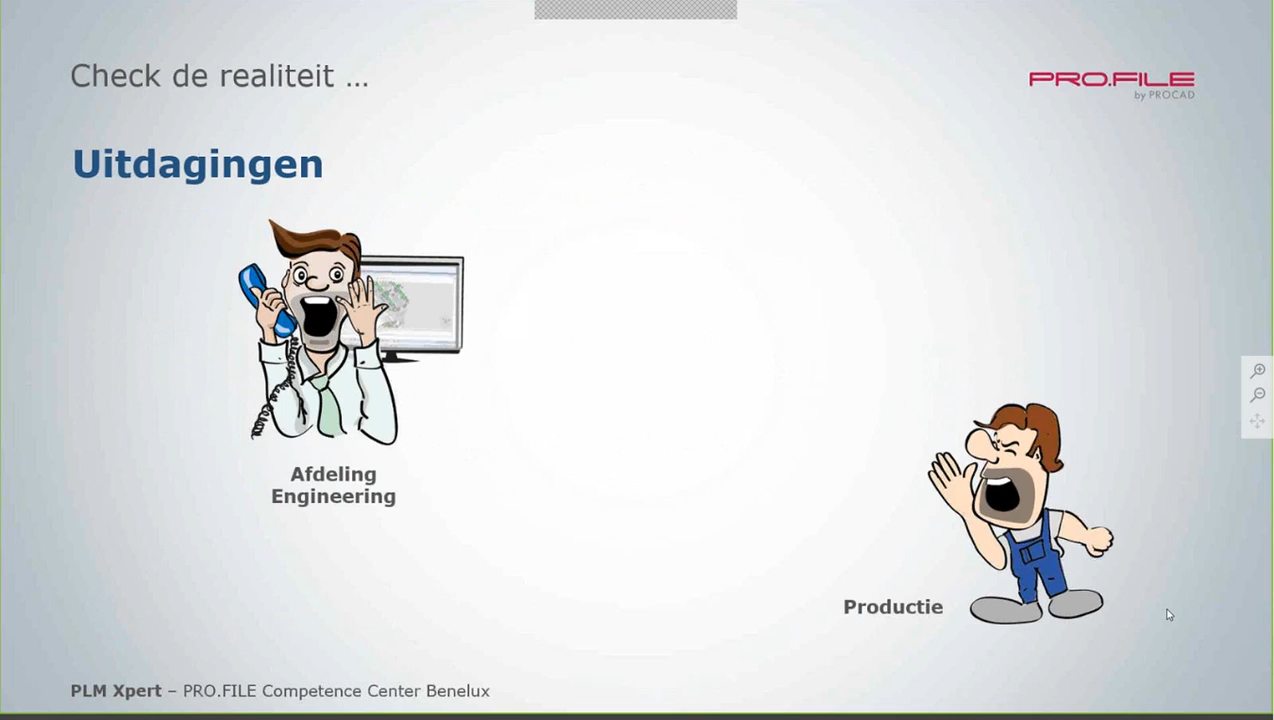 Check de realiteit ...
PRO.FILE
by PROCAD
Uitdagingen
Afdeling
Engineering
Productie
PLM Xpert – PRO.FILE Competence Center Benelux